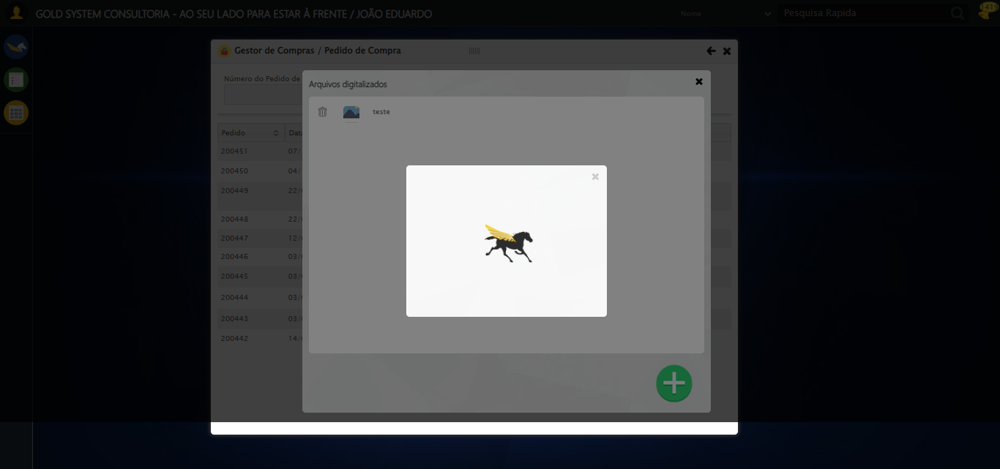 GOLD SYSTEM CONSULTORIA - AO SEU LADO PARA ESTAR À FRENTE / JOÃO EDUARDO
Nome
Pesquisa Rapida
Gestor de Compras / Pedido de Compra
Número do Pedido de
Arquivos digitalizados
teste
Pedido
200451 07/
200450 04/
200449 22/
200448 22/
200447 12/
200446 03/
200445 03/
200444 03/
200443 03/
200442 14/